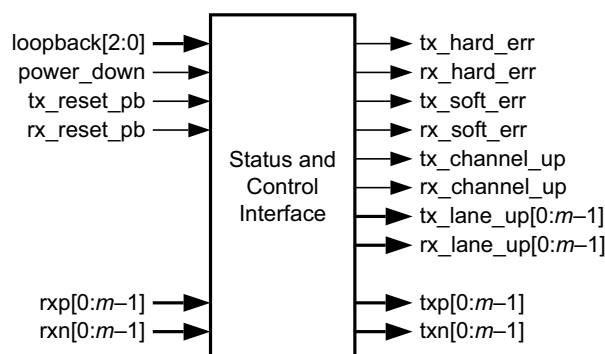 loopback[2:0]
power_down
tx_reset_pb
rx_reset_pb
rxp[0:m–1]
rxn[0:m–1]
Status and
Control
Interface
tx_hard_err
rx_hard_err
tx_soft_err
rx_soft_err
tx_channel_up
rx_channel_up
tx_lane_up[0:m–1]
rx_lane_up[0:m–1]
txp[0:m–1]
txn[0:m–1]